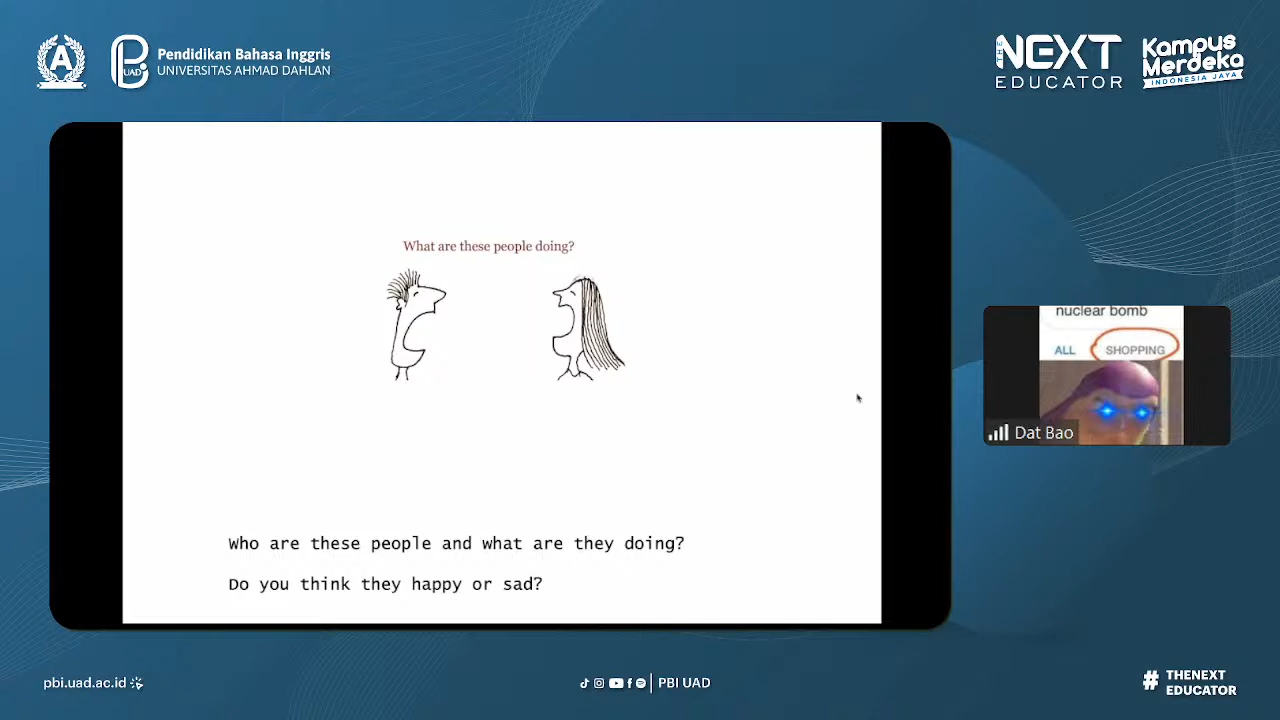 A
UAD
Pendidikan Bahasa Inggris
UNIVERSITAS AHMAD DAHLAN
THE NEXT
EDUCATOR
Kampus
Merdeka
INDONESIA JAYA
What are these people doing?
Who are these people and what are they doing?
Do you think they happy or sad?
nuclear bomb
ALL SHOPPING
Dat Bao
pbi.uad.ac.id
PBI UAD
# THENEXT
EDUCATOR